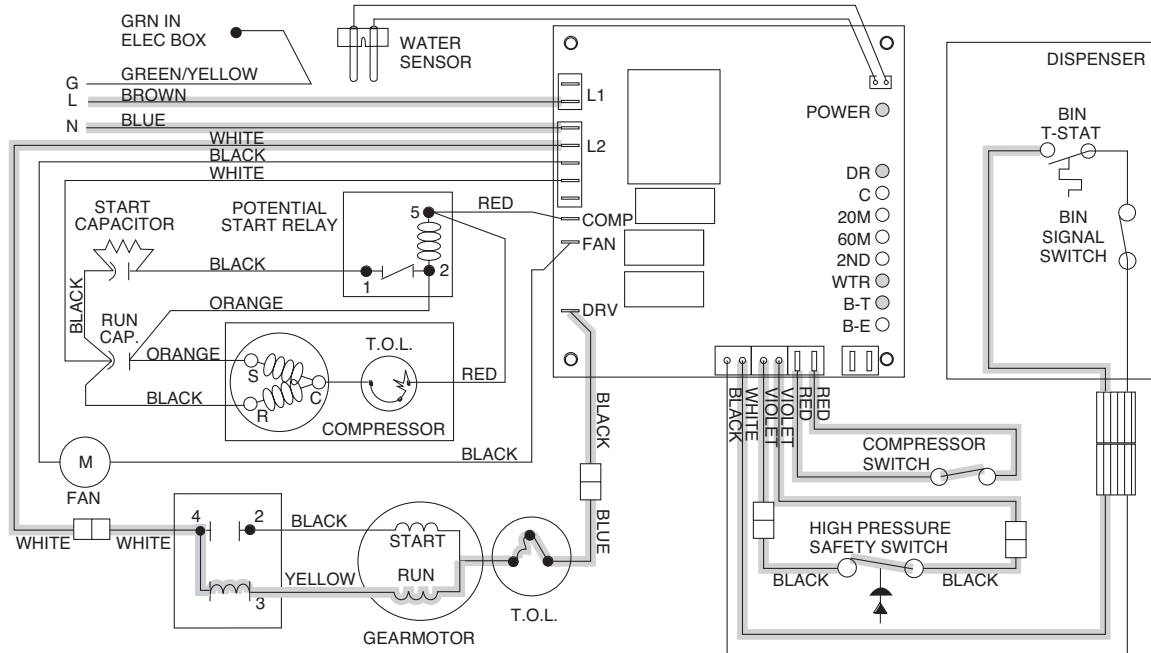 GRN IN
ELEC BOX
WATER
SENSOR
G
GREEN/YELLOW
L
BROWN
N
BLUE
WHITE
BLACK
WHITE
L1
L2
POWER
DR
C
20M
60M
2ND
WTR
B-T
B-E
COMP
FAN
DRV
DISPENSER
BIN
T-STAT
BIN
SIGNAL
SWITCH
START
CAPACITOR
POTENTIAL
START RELAY
5
RED
BLACK
1
2
ORANGE
BLACK
RUN
CAP.
ORANGE
S
T.O.L.
C
RED
BLACK
R
COMPRESSOR
BLACK
M
FAN
BLACK
WHITE
VIOLET
VIOLET
RED
RED
COMPRESSOR
SWITCH
BLACK
BLUE
HIGH PRESSURE
SAFETY SWITCH
BLACK
BLACK
WHITE
WHITE
4
2
BLACK
START
YELLOW
RUN
3
GEARMOTOR
T.O.L.